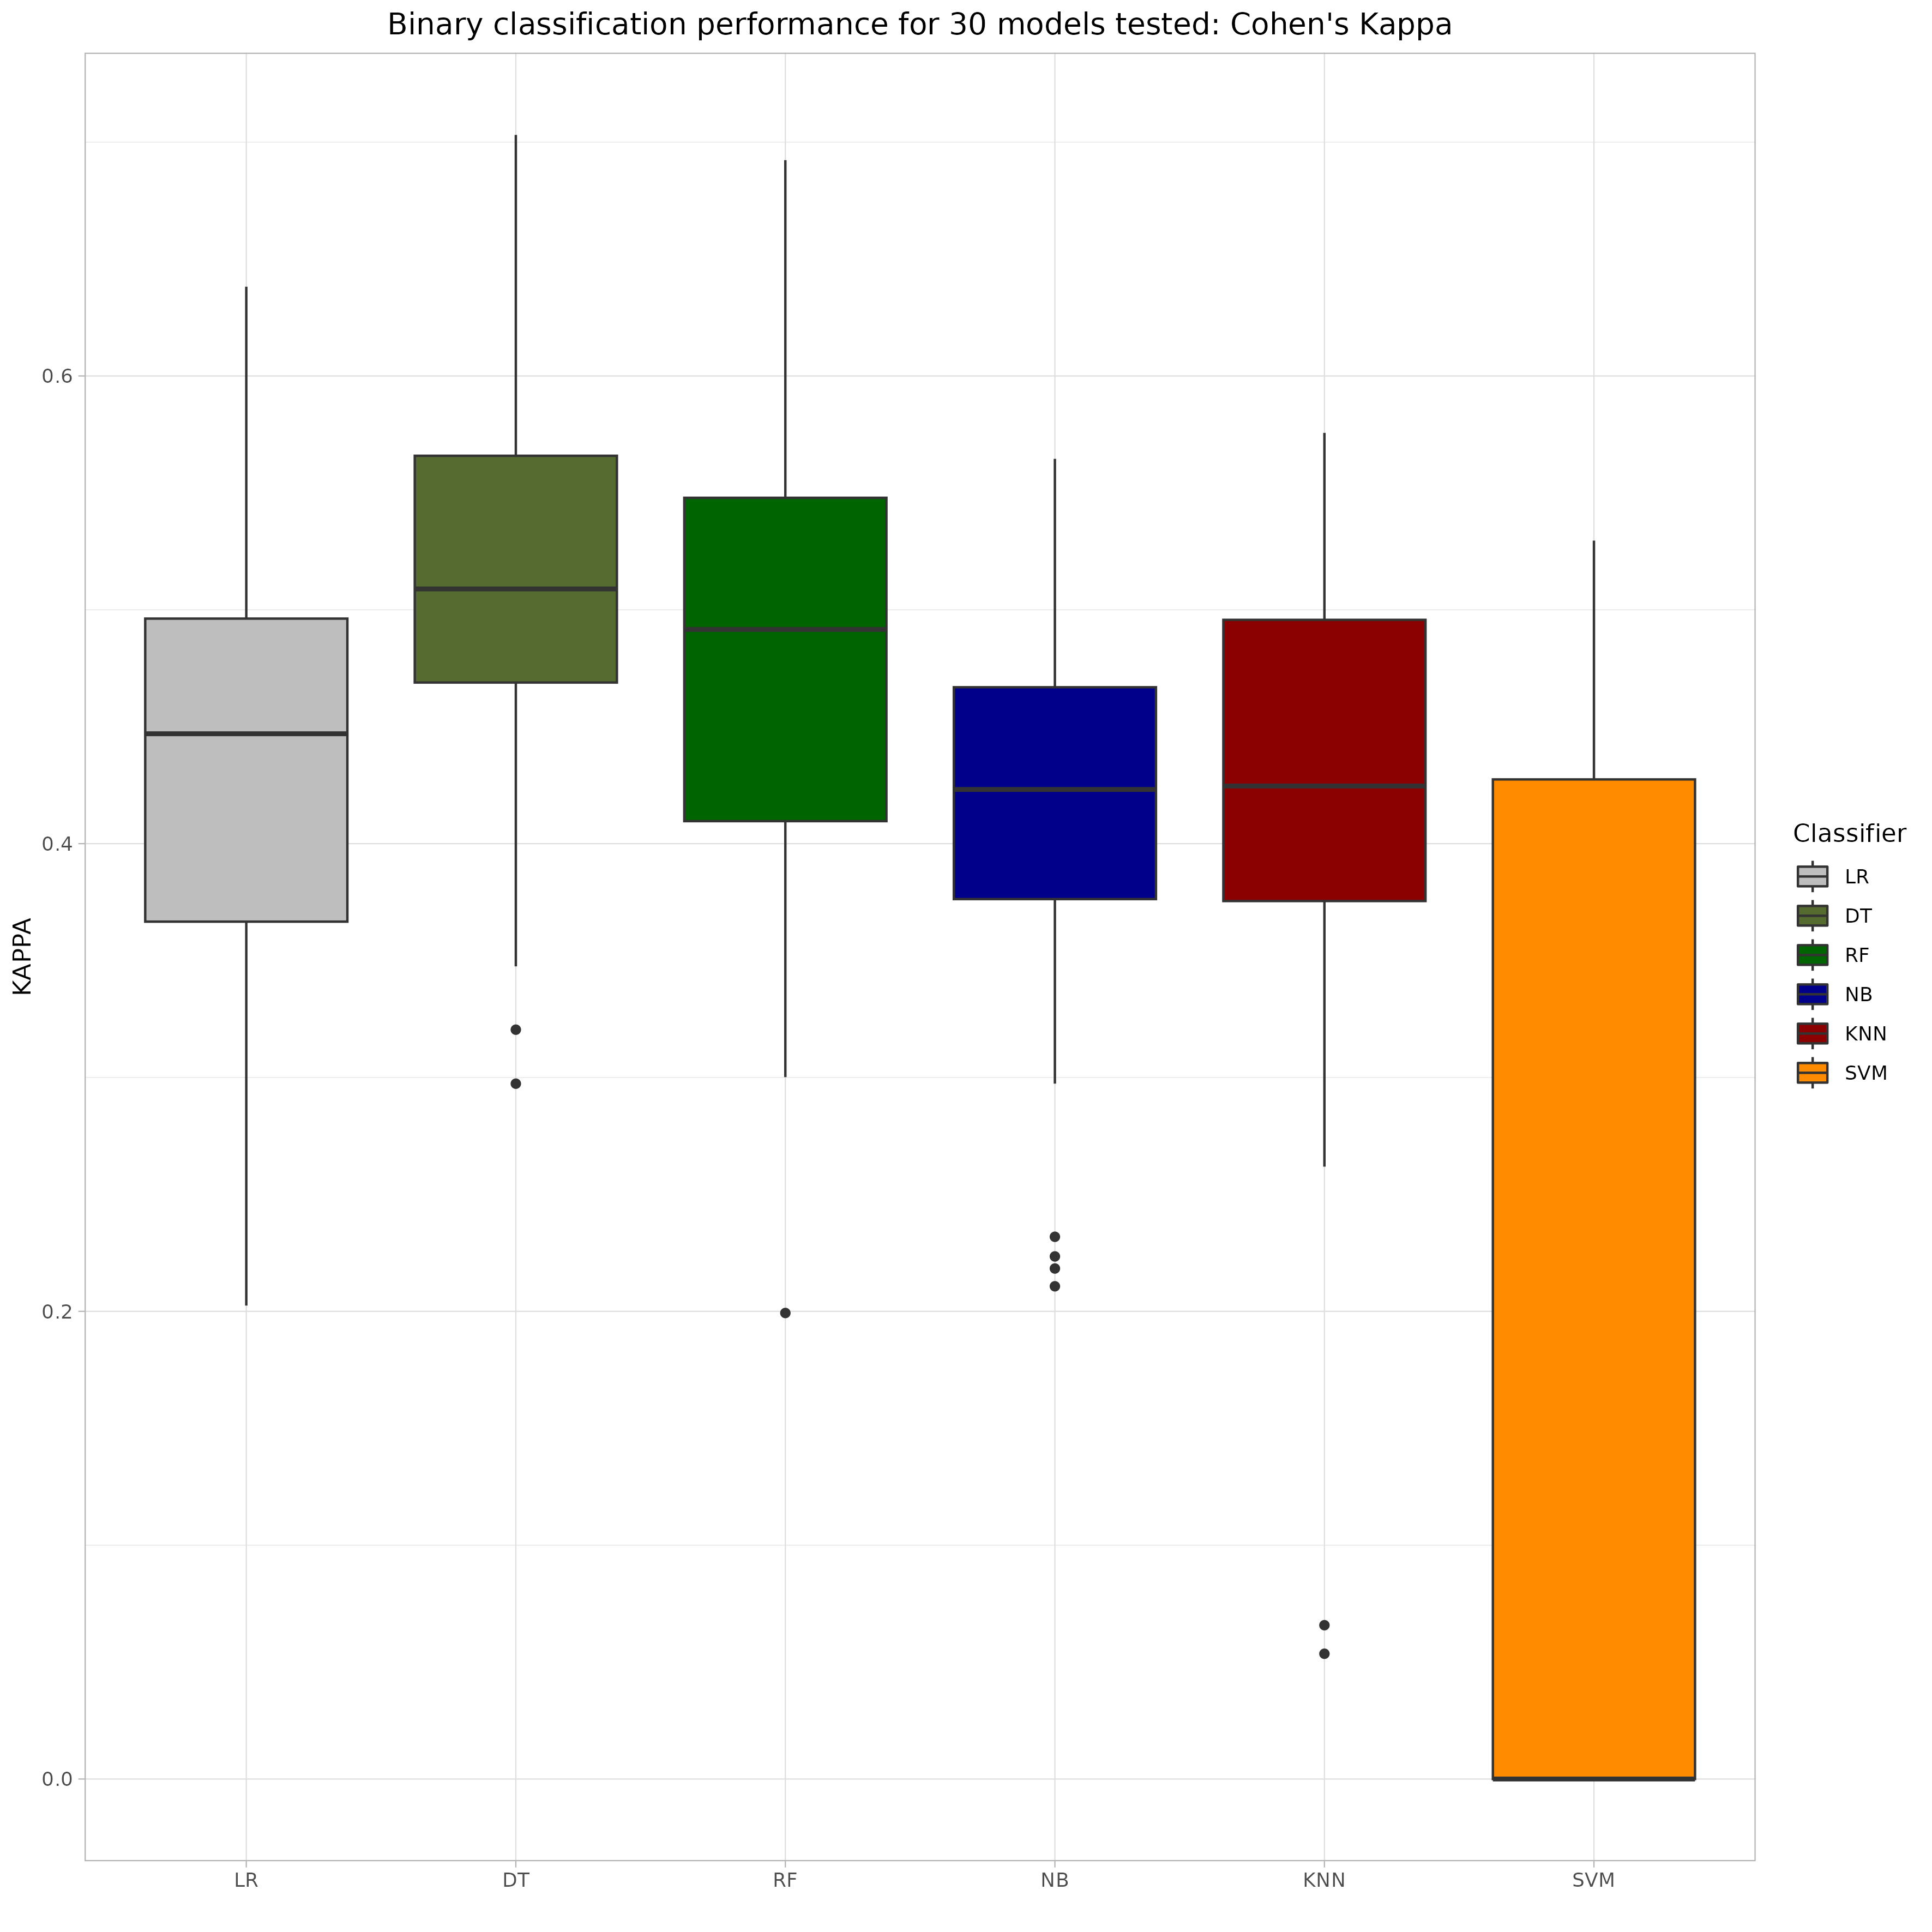 Binary classification performance for 30 models tested: Cohen's Kappa
KAPPA
0.6
0.4
0.2
0.0
LR DT RF NB KNN SVM
Classifier
LR
DT
RF
NB
KNN
SVM